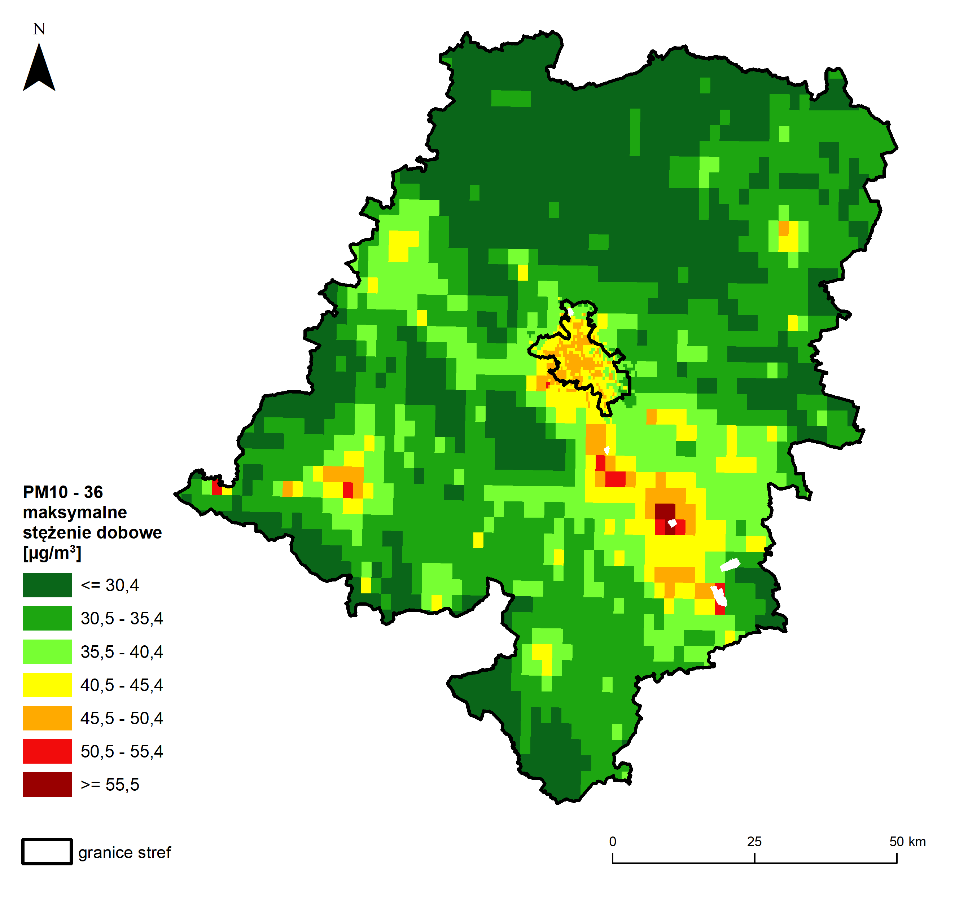 N
PM10 - 36
maksymalne
stężenie dobowe
[µg/m³]
<= 30,4
30,5 - 35,4
35,5 - 40,4
40,5 - 45,4
45,5 - 50,4
50,5 - 55,4
>= 55,5
granice stref
0 25 50 km